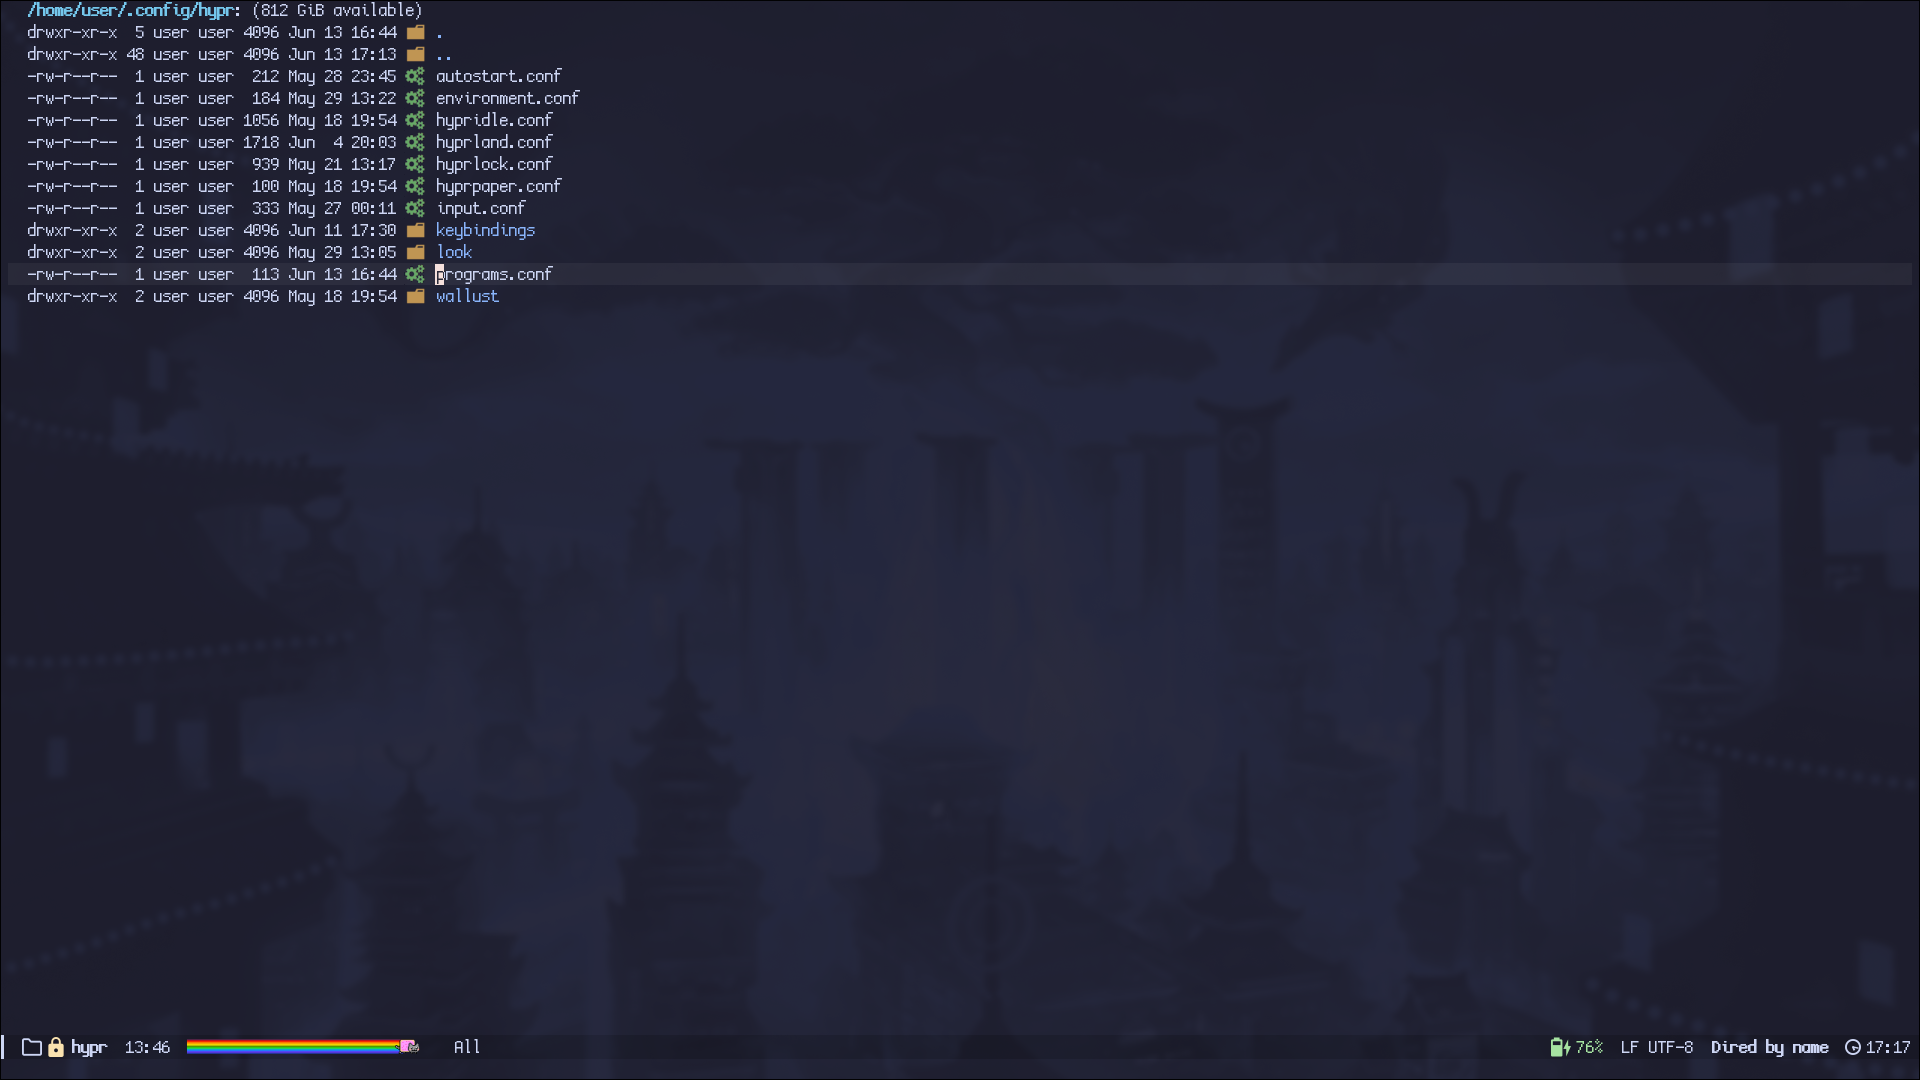 /home/user/.config/hypr: (812 GiB available)
drwxr-xr-x  5 user user 4096 Jun 13 16:44 .
drwxr-xr-x 48 user user 4096 Jun 13 17:13 ..
-rw-r--r--  1 user user  212 May 28 23:45 autostart.conf
-rw-r--r--  1 user user  184 May 29 13:22 environment.conf
-rw-r--r--  1 user user 1056 May 18 19:54 hypridle.conf
-rw-r--r--  1 user user 1718 Jun  4 20:03 hyprland.conf
-rw-r--r--  1 user user  939 May 21 13:17 hyprlock.conf
-rw-r--r--  1 user user  100 May 18 19:54 hyprpaper.conf
-rw-r--r--  1 user user  333 May 27 00:11 input.conf
drwxr-xr-x  2 user user 4096 Jun 11 17:30 keybindings
drwxr-xr-x  2 user user 4096 May 29 13:05 look
-rw-r--r--  1 user user  113 Jun 13 16:44 programs.conf
drwxr-xr-x  2 user user 4096 May 18 19:54 wallust
hypr 13:46 All 76% LF UTF-8 Dired by name 17:17